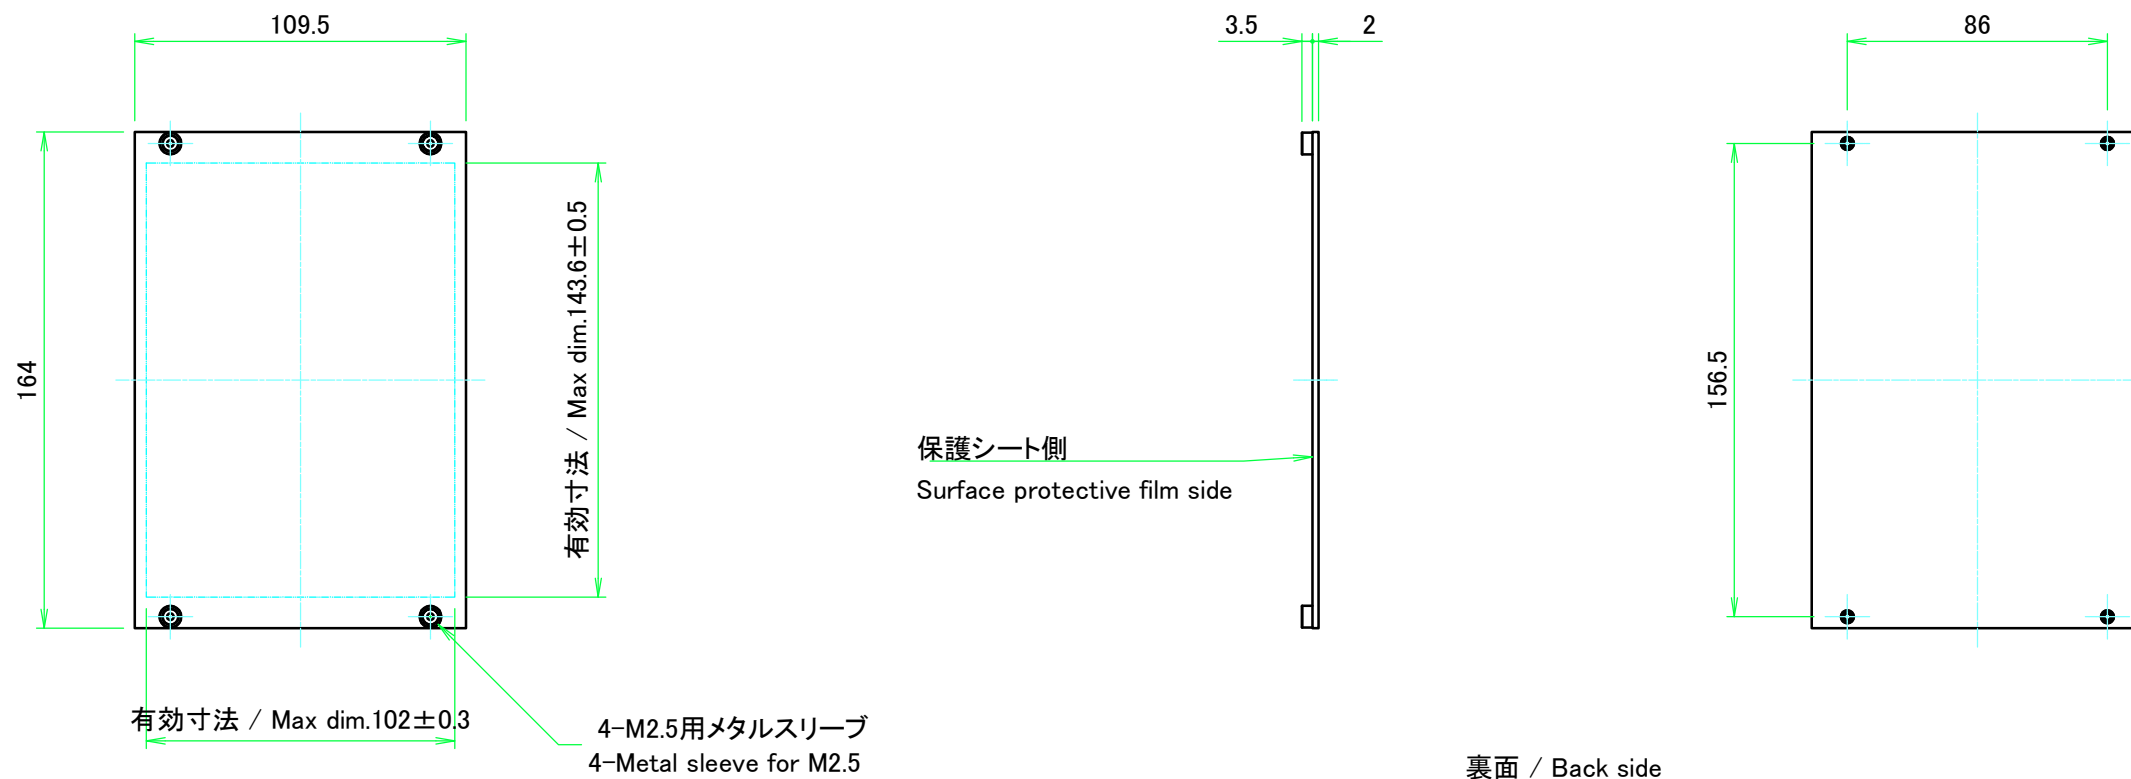 109.5
3.5
2
86
164
有効寸法 / Max dim.143.6±0.5
156.5
保護シート側
Surface protective film side
有効寸法 / Max dim.102±0.3
4-M2.5用メタルスリーブ
4-Metal sleeve for M2.5
裏面 / Back side